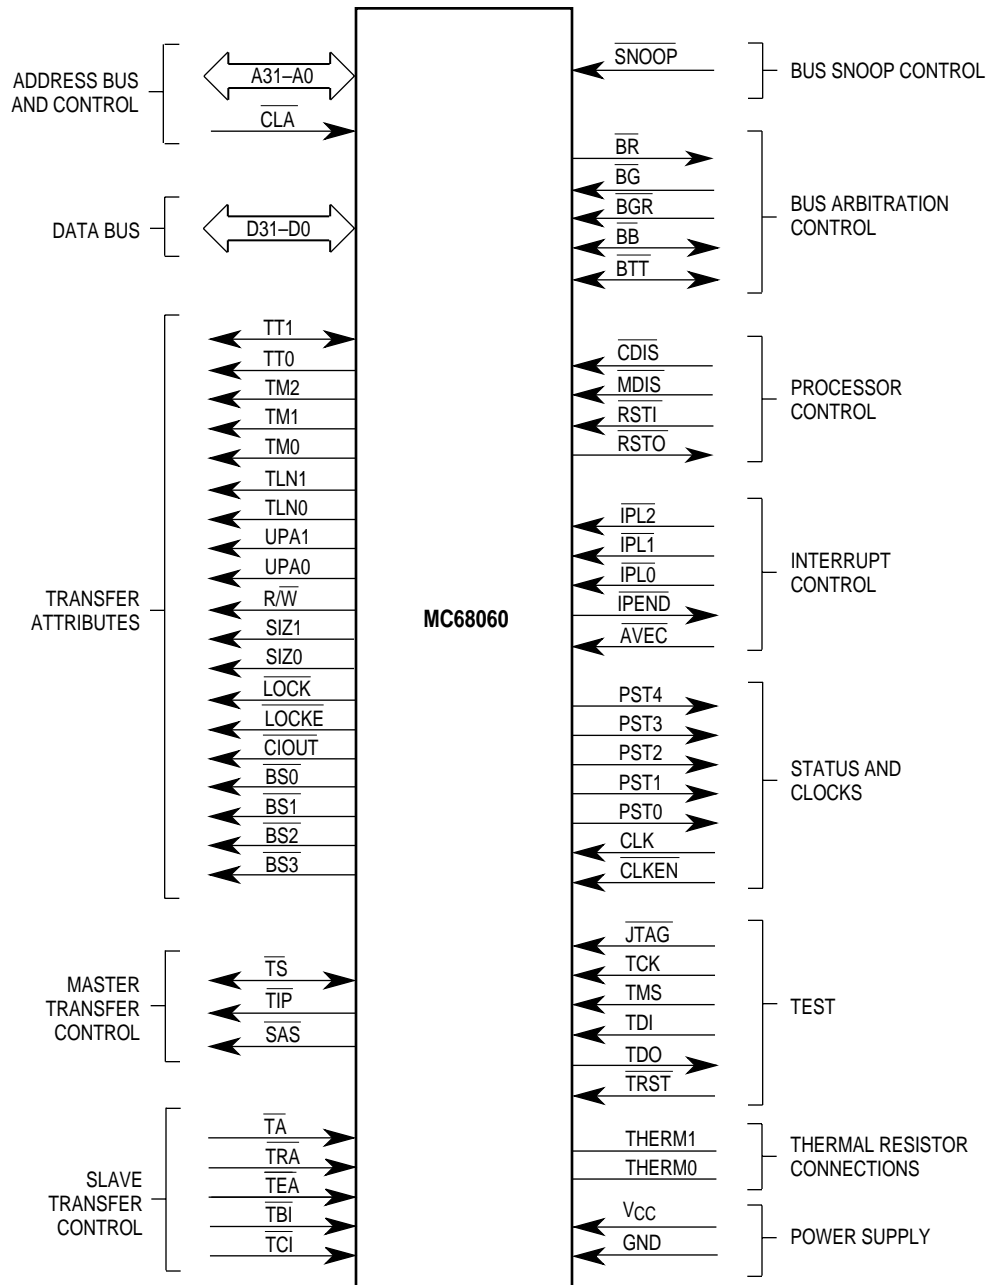 ADDRESS BUS
AND CONTROL
A31–A0
CLA
DATA BUS
D31–D0
TRANSFER
ATTRIBUTES
TT1
TT0
TM2
TM1
TM0
TLN1
TLN0
UPA1
UPA0
R/W
SIZ1
SIZ0
LOCK
LOCKE
CIOUT
BS0
BS1
BS2
BS3
MASTER
TRANSFER
CONTROL
TS
TIP
SAS
SLAVE
TRANSFER
CONTROL
TA
TRA
TEA
TBI
TCI
MC68060
SNOOP
BUS SNOOP CONTROL
BR
BG
BGR
BB
BTT
BUS ARBITRATION
CONTROL
CDIS
MDIS
RSTI
RSTO
PROCESSOR
CONTROL
IPL2
IPL1
IPL0
IPEND
AVEC
INTERRUPT
CONTROL
PST4
PST3
PST2
PST1
PST0
CLK
CLKEN
STATUS AND
CLOCKS
JTAG
TCK
TMS
TDI
TDO
TRST
TEST
THERM1
THERM0
THERMAL RESISTOR
CONNECTIONS
VCC
GND
POWER SUPPLY